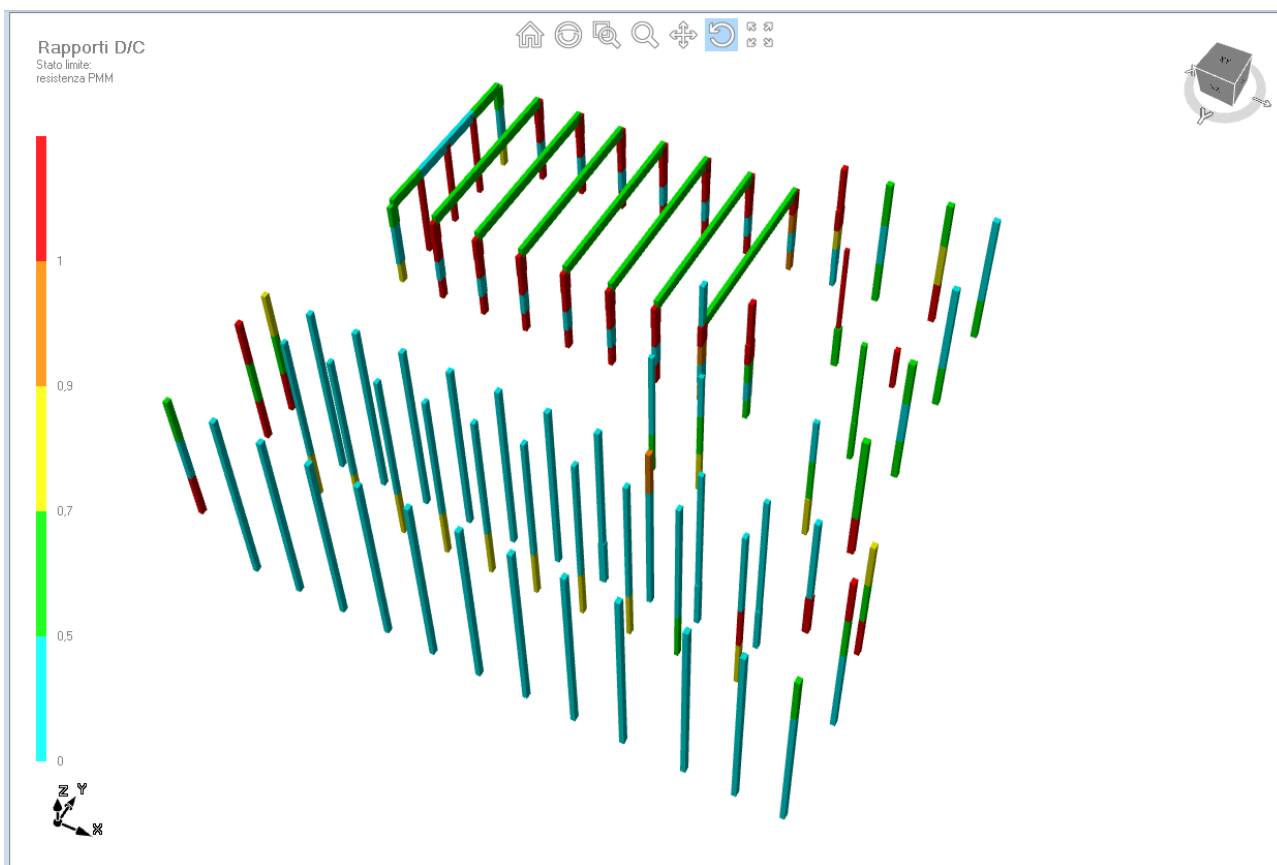 Rapporti D/C
Stato limite:
resistenza PMM
1
0,9
0,7
0,5
0
Z
Y
X
Y